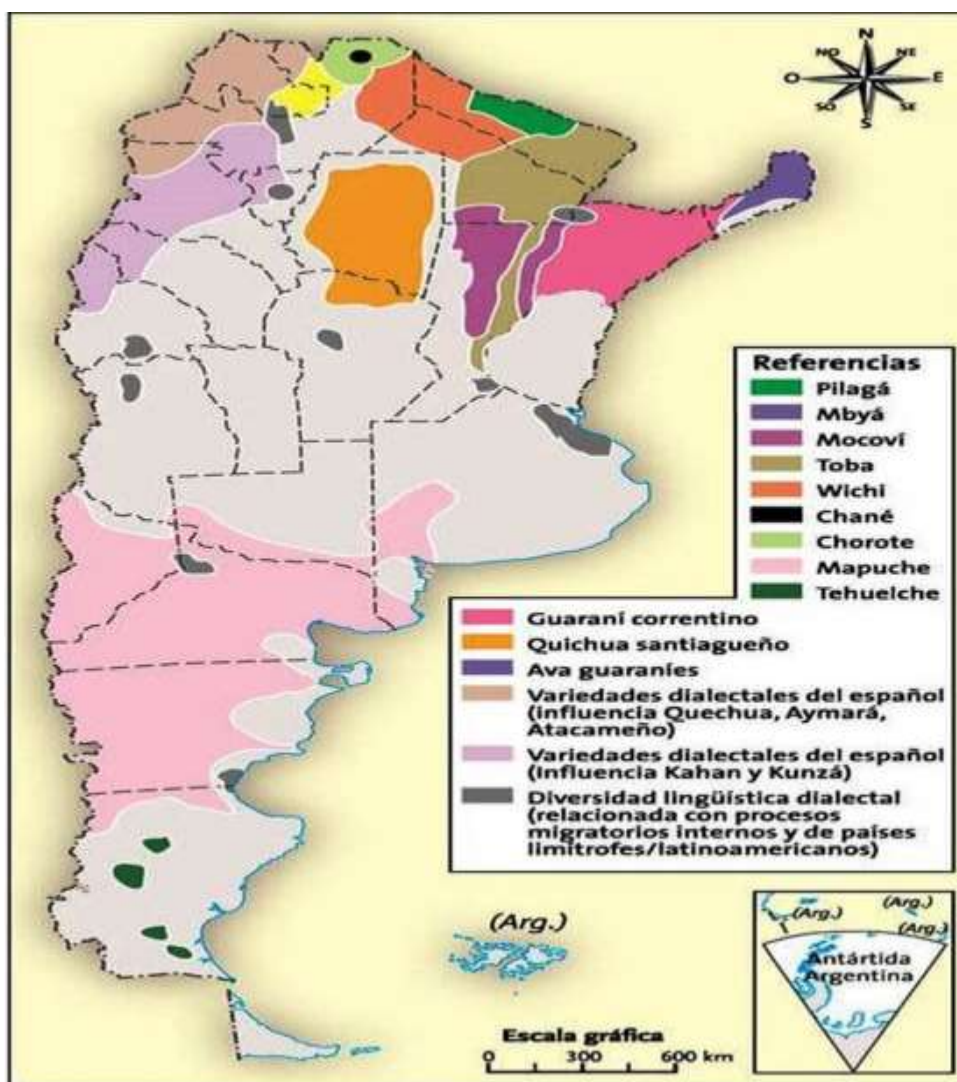 N
NO
NE
O
E
SO
SE
S
Referencias
Pilagá
Mbyá
Mocoví
Toba
Wichi
Chané
Chorote
Mapuche
Tehuelche
Guaraní correntino
Quichua santiagueño
Ava guaraníes
Variedades dialectales del español
(influencia Quechua, Aymará,
Atacameño)
Variedades dialectales del español
(Influencia Kahan y Kunzá)
Diversidad lingüística dialectal
(relacionada con procesos
migratorios internos y de países
limítrofes/latinoamericanos)
(Arg.)
Escala gráfica
0 300 600 km
(Arg.)
(Arg.)
(Arg.)
Antártida
Argentina